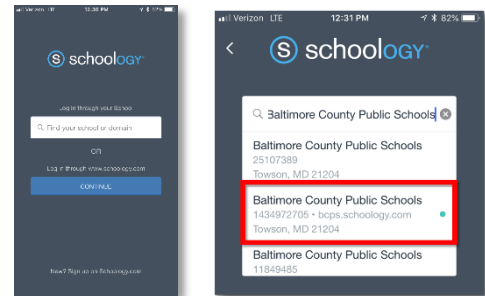 Verizon LTE 12:30 PM
schoology
Log in through your School
Find your school or domain
OR
Log in through www.schoology.com
CONTINUE
New? Sign up on Schoology.com
Verizon LTE 12:31 PM 82%
schoology
Baltimore County Public Schools
Baltimore County Public Schools
25107389
Towson, MD 21204
Baltimore County Public Schools
1434972705 • bcps.schoology.com
Towson, MD 21204
Baltimore County Public Schools
11849485